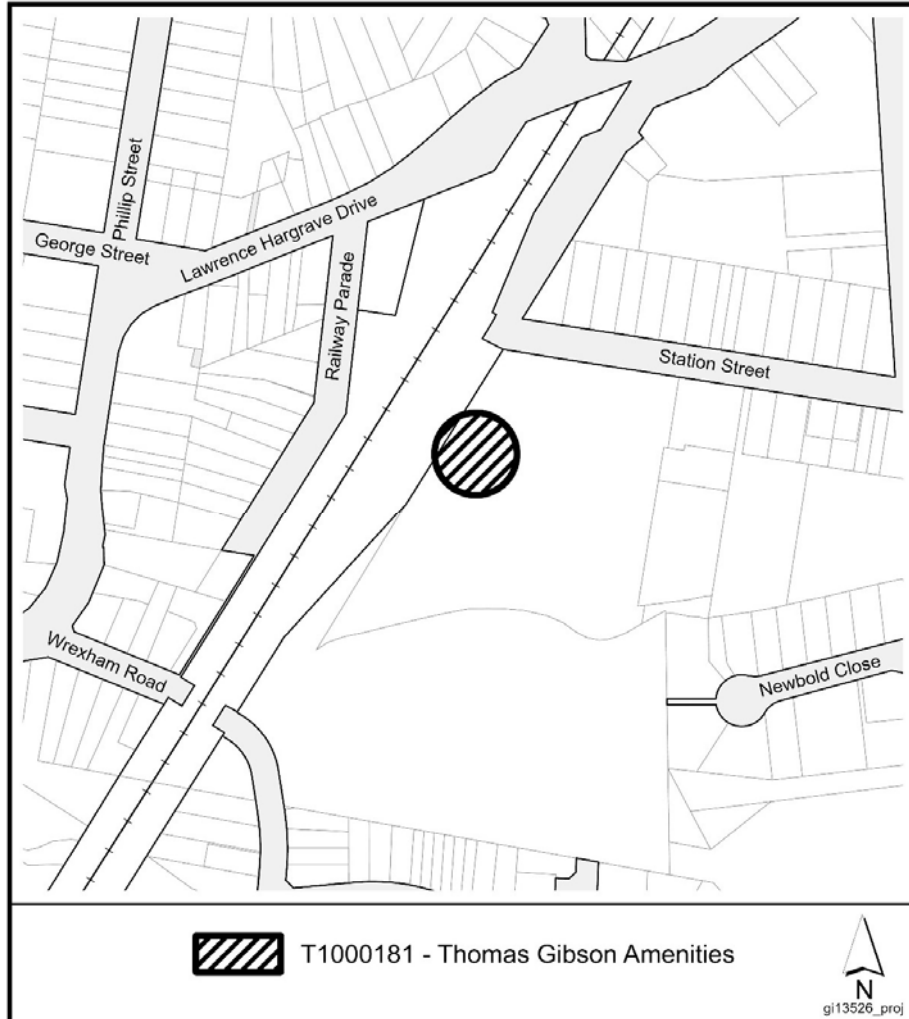 Phillip Street
George Street
Lawrence Hargrave Drive
Railway Parade
Station Street
Wrexham Road
Newbold Close
T1000181 - Thomas Gibson Amenities
N
gi13526_proj